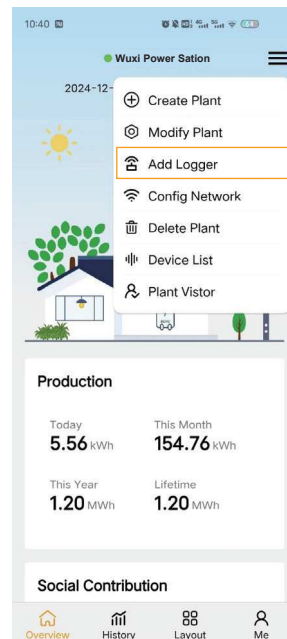 10:40
Wuxi Power Sation
2024-12-
Create Plant
Modify Plant
Add Logger
Config Network
Delete Plant
Device List
Plant Vistor
Production
Today This Month
5.56 kWh 154.76 kWh
This Year Lifetime
1.20 MWh 1.20 MWh
Social Contribution
Overview History Layout Me